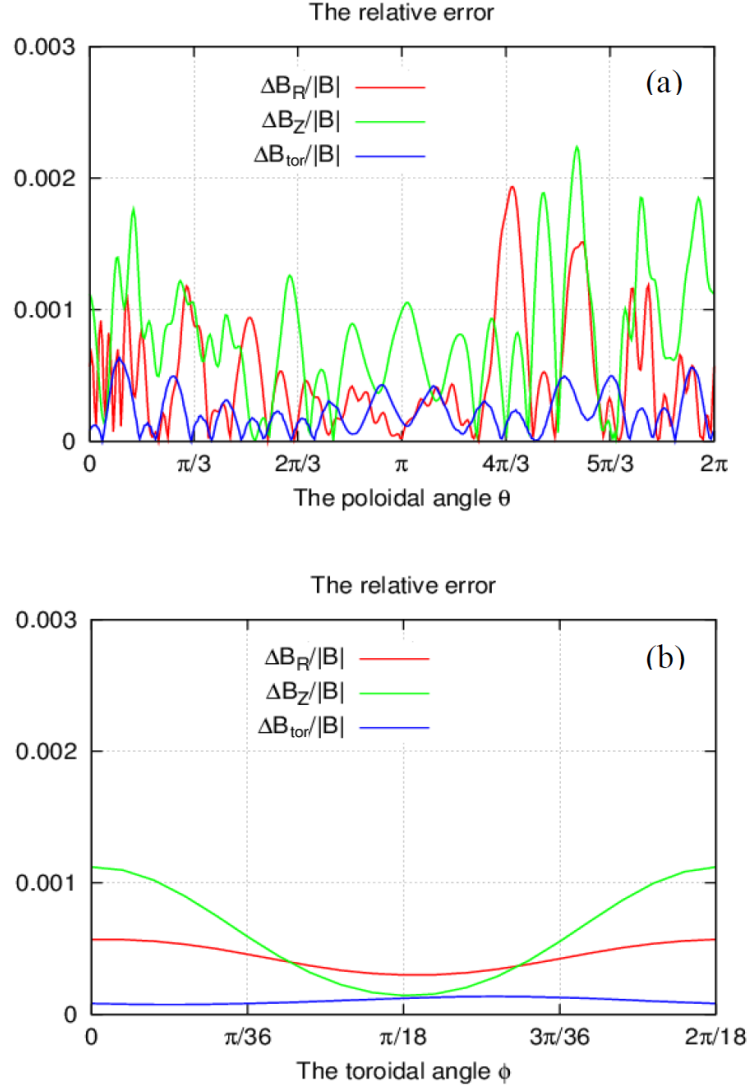 The relative error
(a)
ΔB_R/|B|
ΔB_Z/|B|
ΔB_tor/|B|
0.003
0.002
0.001
0
0 π/3 2π/3 π 4π/3 5π/3 2π
The poloidal angle θ
The relative error
(b)
ΔB_R/|B|
ΔB_Z/|B|
ΔB_tor/|B|
0.003
0.002
0.001
0
0 π/36 π/18 3π/36 2π/18
The toroidal angle ϕ